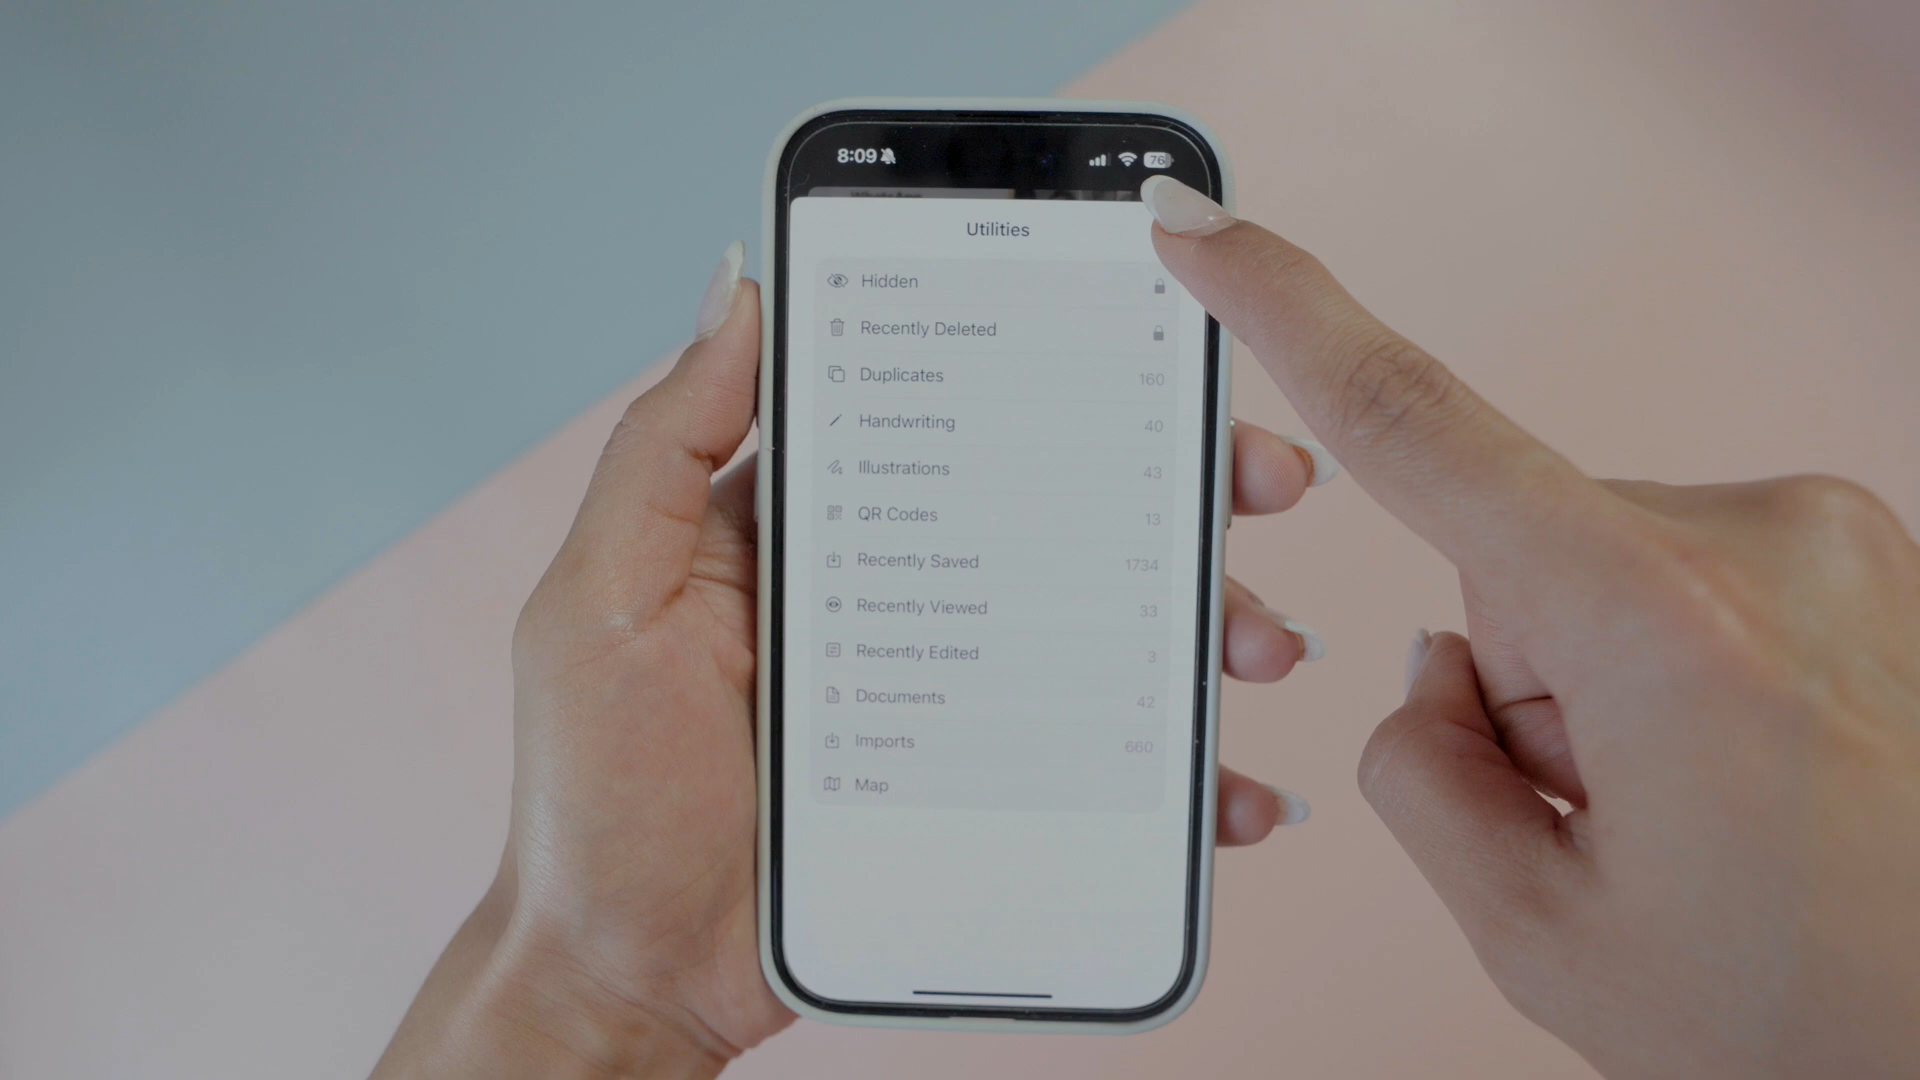 8:09
76
WhatsApp
Utilities
Hidden
Recently Deleted
Duplicates 160
Handwriting 40
Illustrations 43
QR Codes 13
Recently Saved 1734
Recently Viewed 33
Recently Edited 3
Documents 42
Imports 660
Map